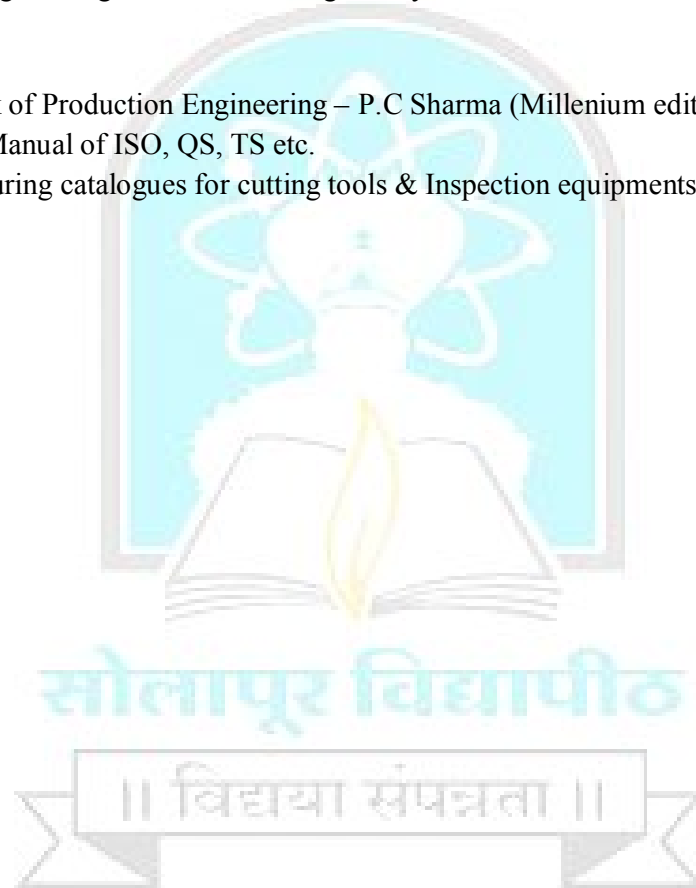 of Production Engineering – P.C Sharma (Millenium edit
Manual of ISO, QS, TS etc.
uring catalogues for cutting tools & Inspection equipments
सोलापूर विद्यापीठ
|| विद्यया संपन्नता ||